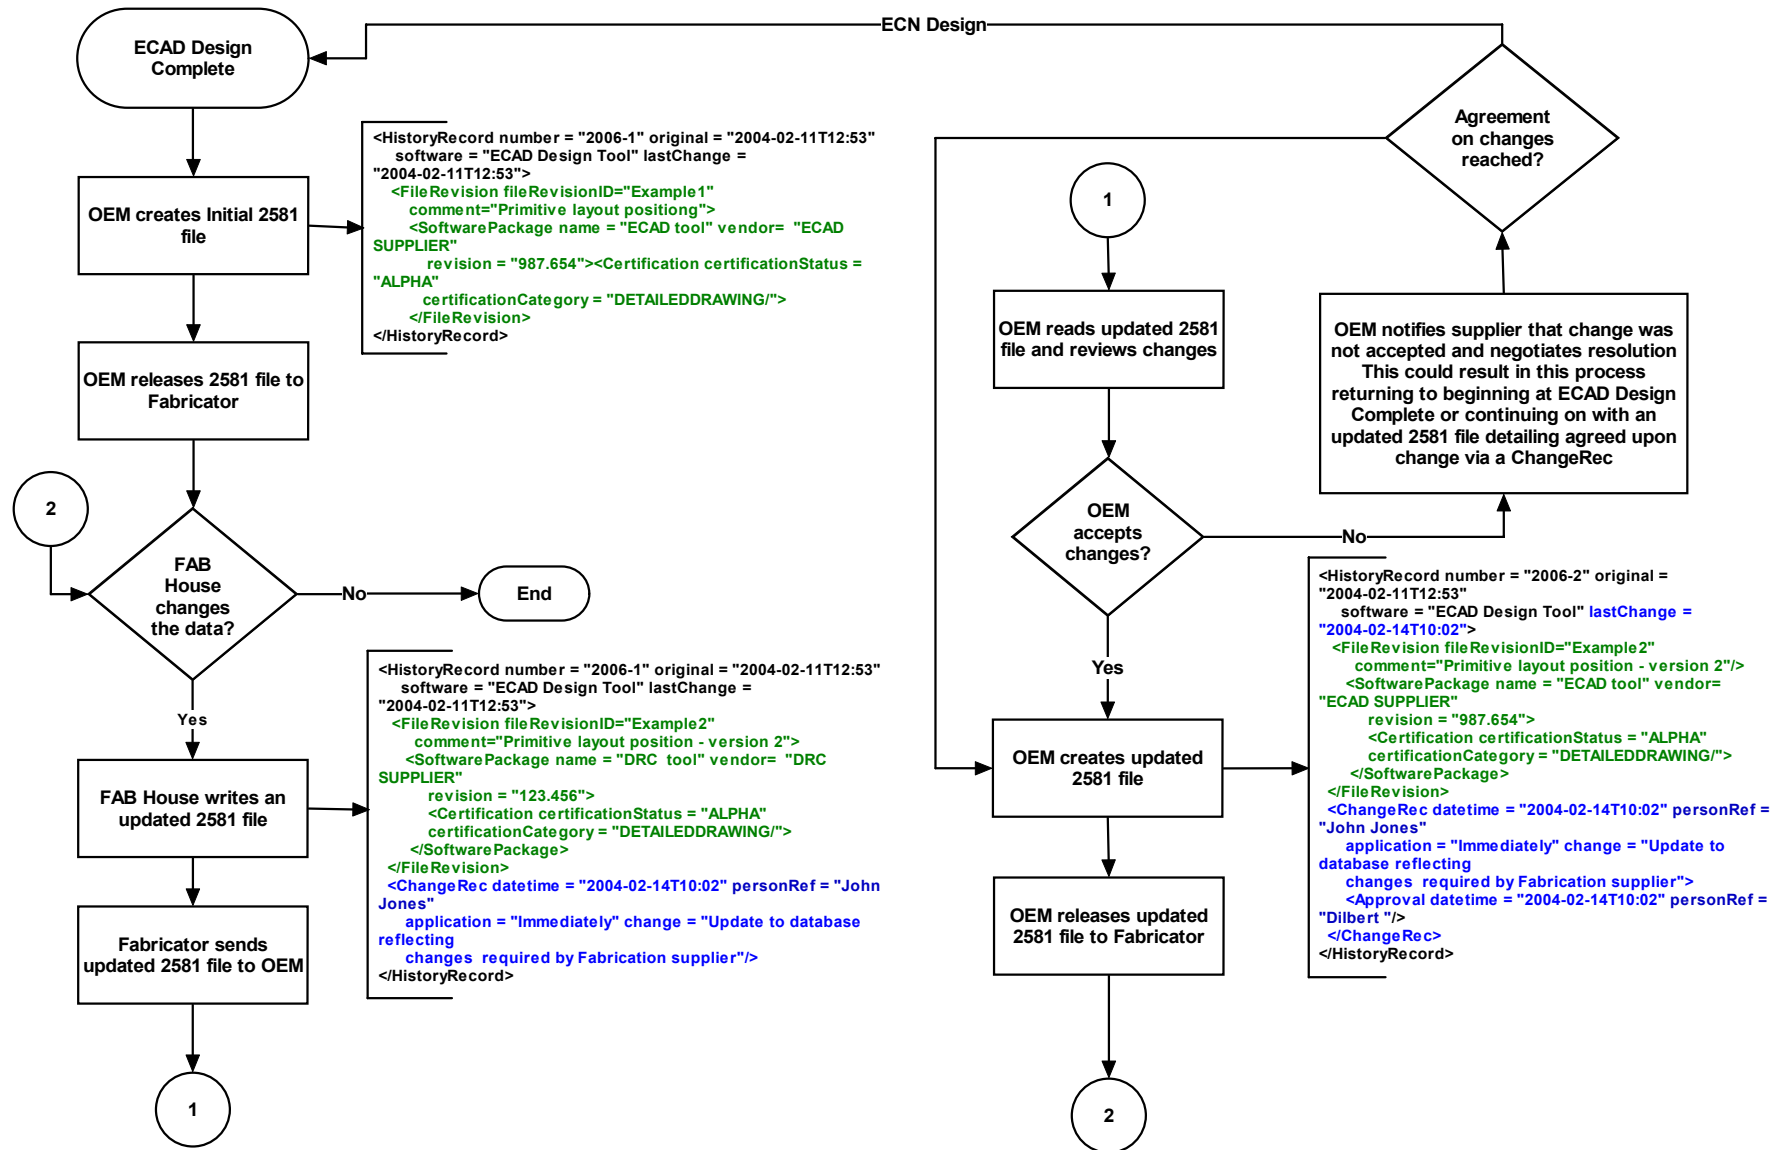 ECN Design
ECAD Design
Complete
<HistoryRecord number = "2006-1" original = "2004-02-11T12:53"
software = "ECAD Design Tool" lastChange =
"2004-02-11T12:53">
<FileRevision fileRevisionID="Example1"
comment="Primitive layout positiong">
<SoftwarePackage name = "ECAD tool" vendor= "ECAD
SUPPLIER"
revision = "987.654"><Certification certificationStatus =
"ALPHA"
certificationCategory = "DETAILEDDRAWING/">
</FileRevision>
</HistoryRecord>
OEM creates Initial 2581
file
OEM releases 2581 file to
Fabricator
2
FAB
House
changes
the data?
No
End
Yes
<HistoryRecord number = "2006-1" original = "2004-02-11T12:53"
software = "ECAD Design Tool" lastChange =
"2004-02-11T12:53">
<FileRevision fileRevisionID="Example2"
comment="Primitive layout position - version 2">
<SoftwarePackage name = "DRC tool" vendor= "DRC
SUPPLIER"
revision = "123.456">
<Certification certificationStatus = "ALPHA"
certificationCategory = "DETAILEDDRAWING/">
</SoftwarePackage>
</FileRevision>
<ChangeRec datetime = "2004-02-14T10:02" personRef = "John
Jones"
application = "Immediately" change = "Update to database
reflecting
changes required by Fabrication supplier"/>
</HistoryRecord>
FAB House writes an
updated 2581 file
Fabricator sends
updated 2581 file to OEM
1
Agreement
on changes
reached?
1
OEM reads updated 2581
file and reviews changes
OEM notifies supplier that change was
not accepted and negotiates resolution
This could result in this process
returning to beginning at ECAD Design
Complete or continuing on with an
updated 2581 file detailing agreed upon
change via a ChangeRec
OEM
accepts
changes?
No
Yes
<HistoryRecord number = "2006-2" original =
"2004-02-11T12:53"
software = "ECAD Design Tool" lastChange =
"2004-02-14T10:02">
<FileRevision fileRevisionID="Example2"
comment="Primitive layout position - version 2"/>
<SoftwarePackage name = "ECAD tool" vendor=
"ECAD SUPPLIER"
revision = "987.654">
<Certification certificationStatus = "ALPHA"
certificationCategory = "DETAILEDDRAWING/">
</SoftwarePackage>
</FileRevision>
<ChangeRec datetime = "2004-02-14T10:02" personRef =
"John Jones"
application = "Immediately" change = "Update to
database reflecting
changes required by Fabrication supplier">
<Approval datetime = "2004-02-14T10:02" personRef =
"Dilbert "/>
</ChangeRec>
</HistoryRecord>
OEM creates updated
2581 file
OEM releases updated
2581 file to Fabricator
2